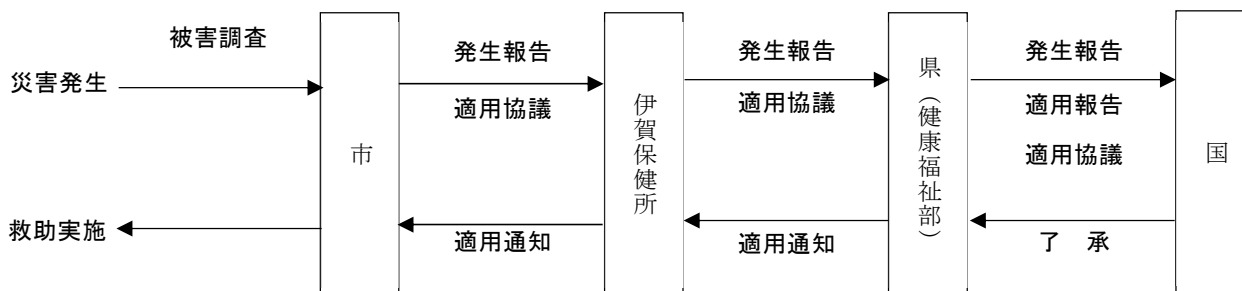 被害調査
災害発生
市
発生報告
適用協議
伊賀保健所
発生報告
適用協議
県（健康福祉部）
発生報告
適用報告
適用協議
国
救助実施
適用通知
適用通知
了　承